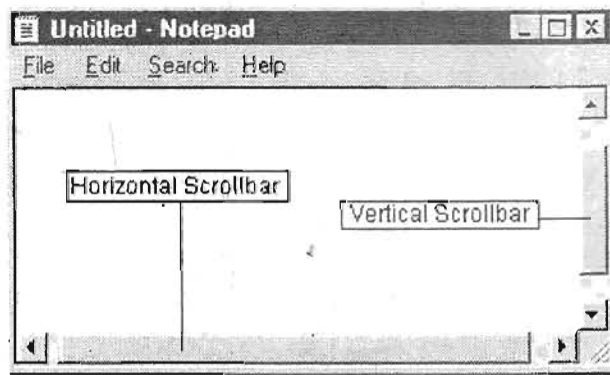 Untitled - Notepad
File Edit Search Help
Horizontal Scrollbar
Vertical Scrollbar